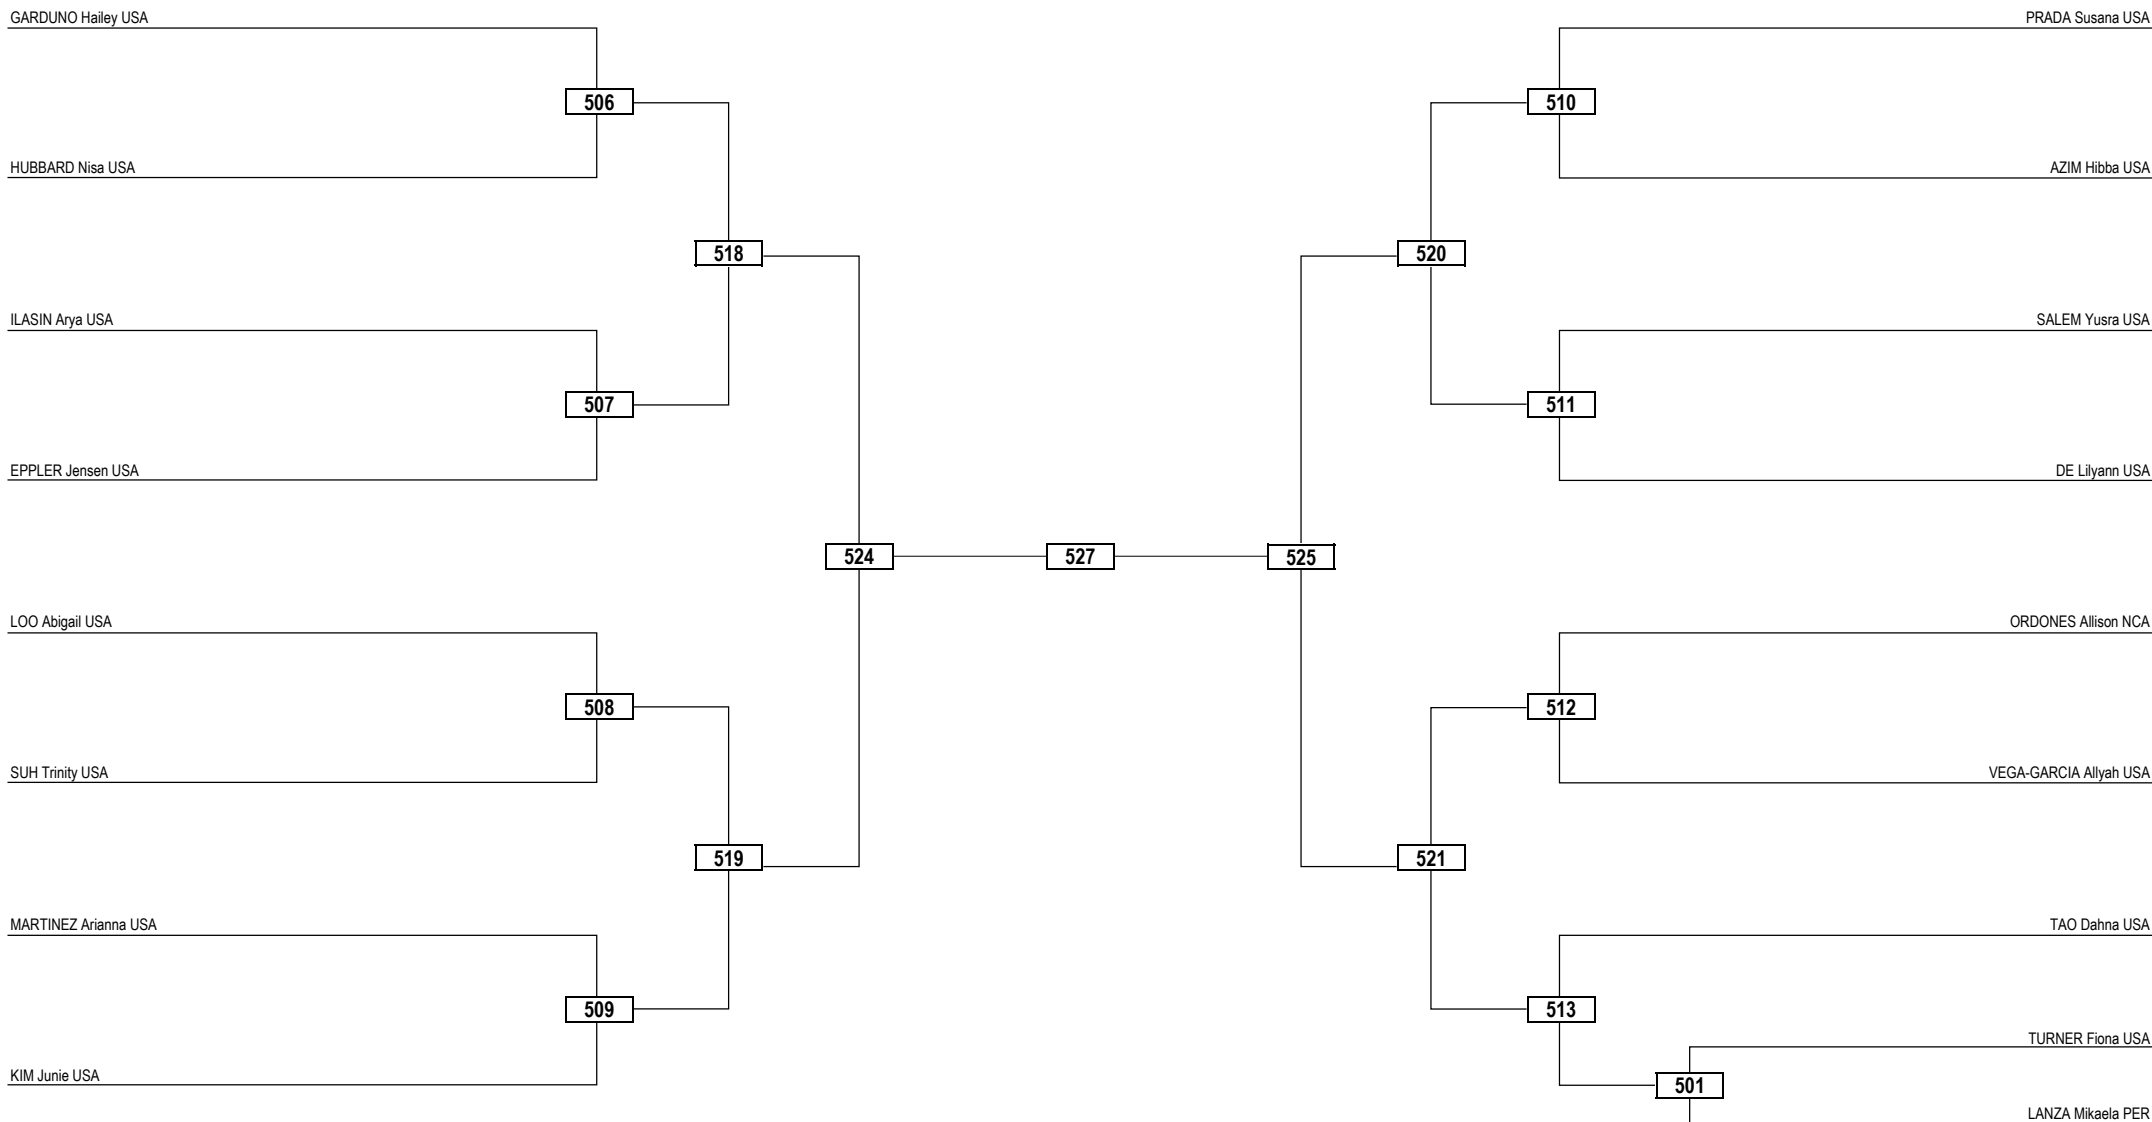 GARDUNO Hailey USA
PRADA Susana USA
506
510
HUBBARD Nisa USA
AZIM Hibba USA
518
520
ILASIN Arya USA
SALEM Yusra USA
507
511
EPPLER Jensen USA
DE Lilyann USA
524
527
525
LOO Abigail USA
ORDONES Allison NCA
508
512
SUH Trinity USA
VEGA-GARCIA Allyah USA
519
521
MARTINEZ Arianna USA
TAO Dahna USA
509
513
TURNER Fiona USA
KIM Junie USA
501
LANZA Mikaela PER